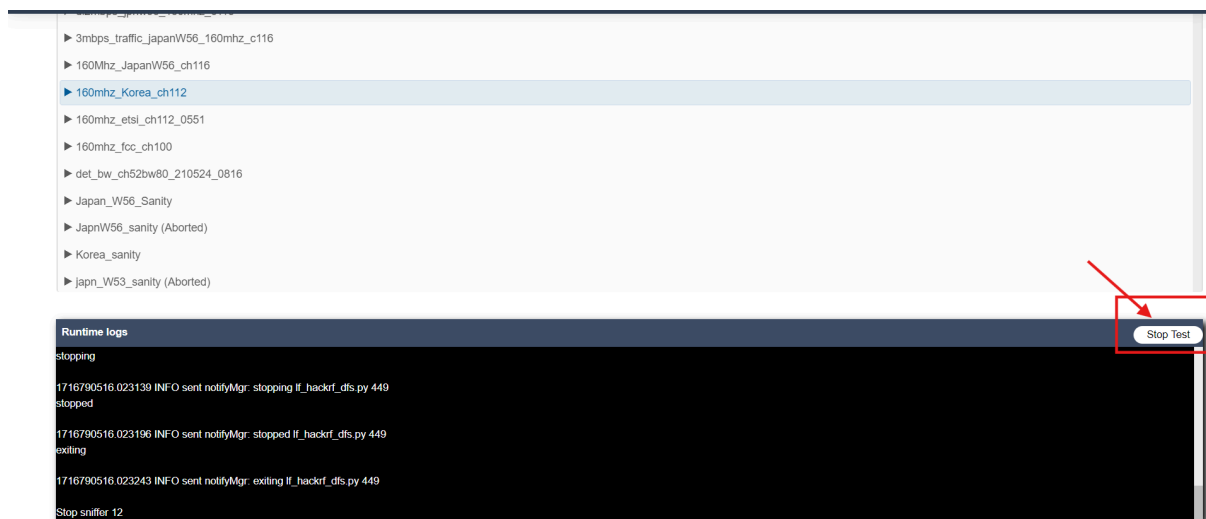 ▶ 3mbps_traffic_japanW56_160mhz_c116
▶ 160Mhz_JapanW56_ch116
▶ 160mhz_Korea_ch112
▶ 160mhz_etsi_ch112_0551
▶ 160mhz_fcc_ch100
▶ det_bw_ch52bw80_210524_0816
▶ Japan_W56_Sanity
▶ JapnW56_sanity (Aborted)
▶ Korea_sanity
▶ japn_W53_sanity (Aborted)
Runtime logs
Stop Test
stopping
1716790516.023139 INFO sent notifyMgr: stopping lf_hackrf_dfs.py 449
stopped
1716790516.023196 INFO sent notifyMgr: stopped lf_hackrf_dfs.py 449
exiting
1716790516.023243 INFO sent notifyMgr: exiting lf_hackrf_dfs.py 449
Stop sniffer 12